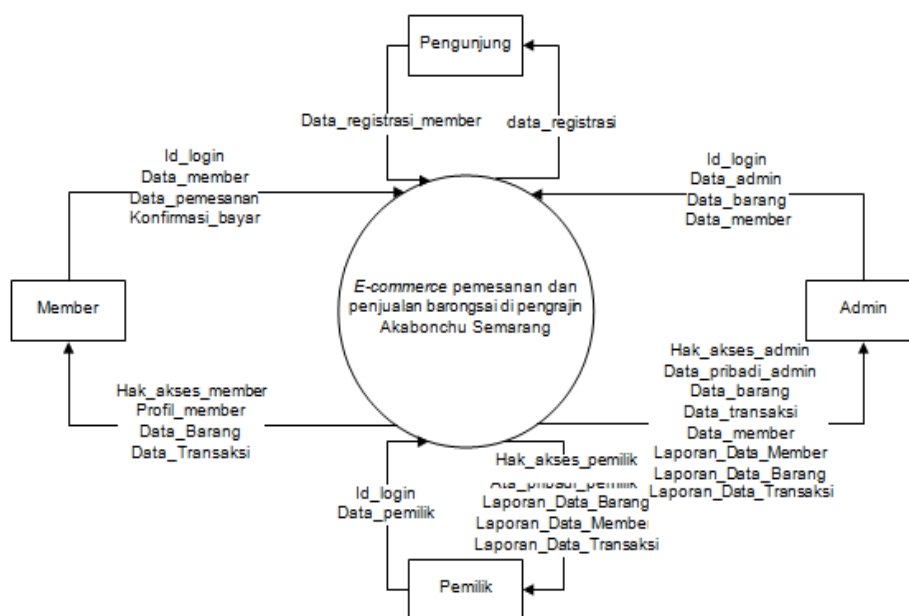 Pengunjung
Data_registrasi_member
data_registrasi
Id_login
Data_member
Data_pemesanan
Konfirmasi_bayar
Id_login
Data_admin
Data_barang
Data_member
Member
E-commerce pemesanan dan
penjualan barongsai di pengrajin
Akabonchu Semarang
Admin
Hak_akses_member
Profil_member
Data_Barang
Data_Transaksi
Hak_akses_admin
Data_pribadi_admin
Data_barang
Data_transaksi
Data_member
Laporan_Data_Member
Laporan_Data_Barang
Laporan_Data_Transaksi
Id_login
Data_pemilik
Hak_akses_pemilik
Laporan_Data_Barang
Laporan_Data_Member
Laporan_Data_Transaksi
Pemilik